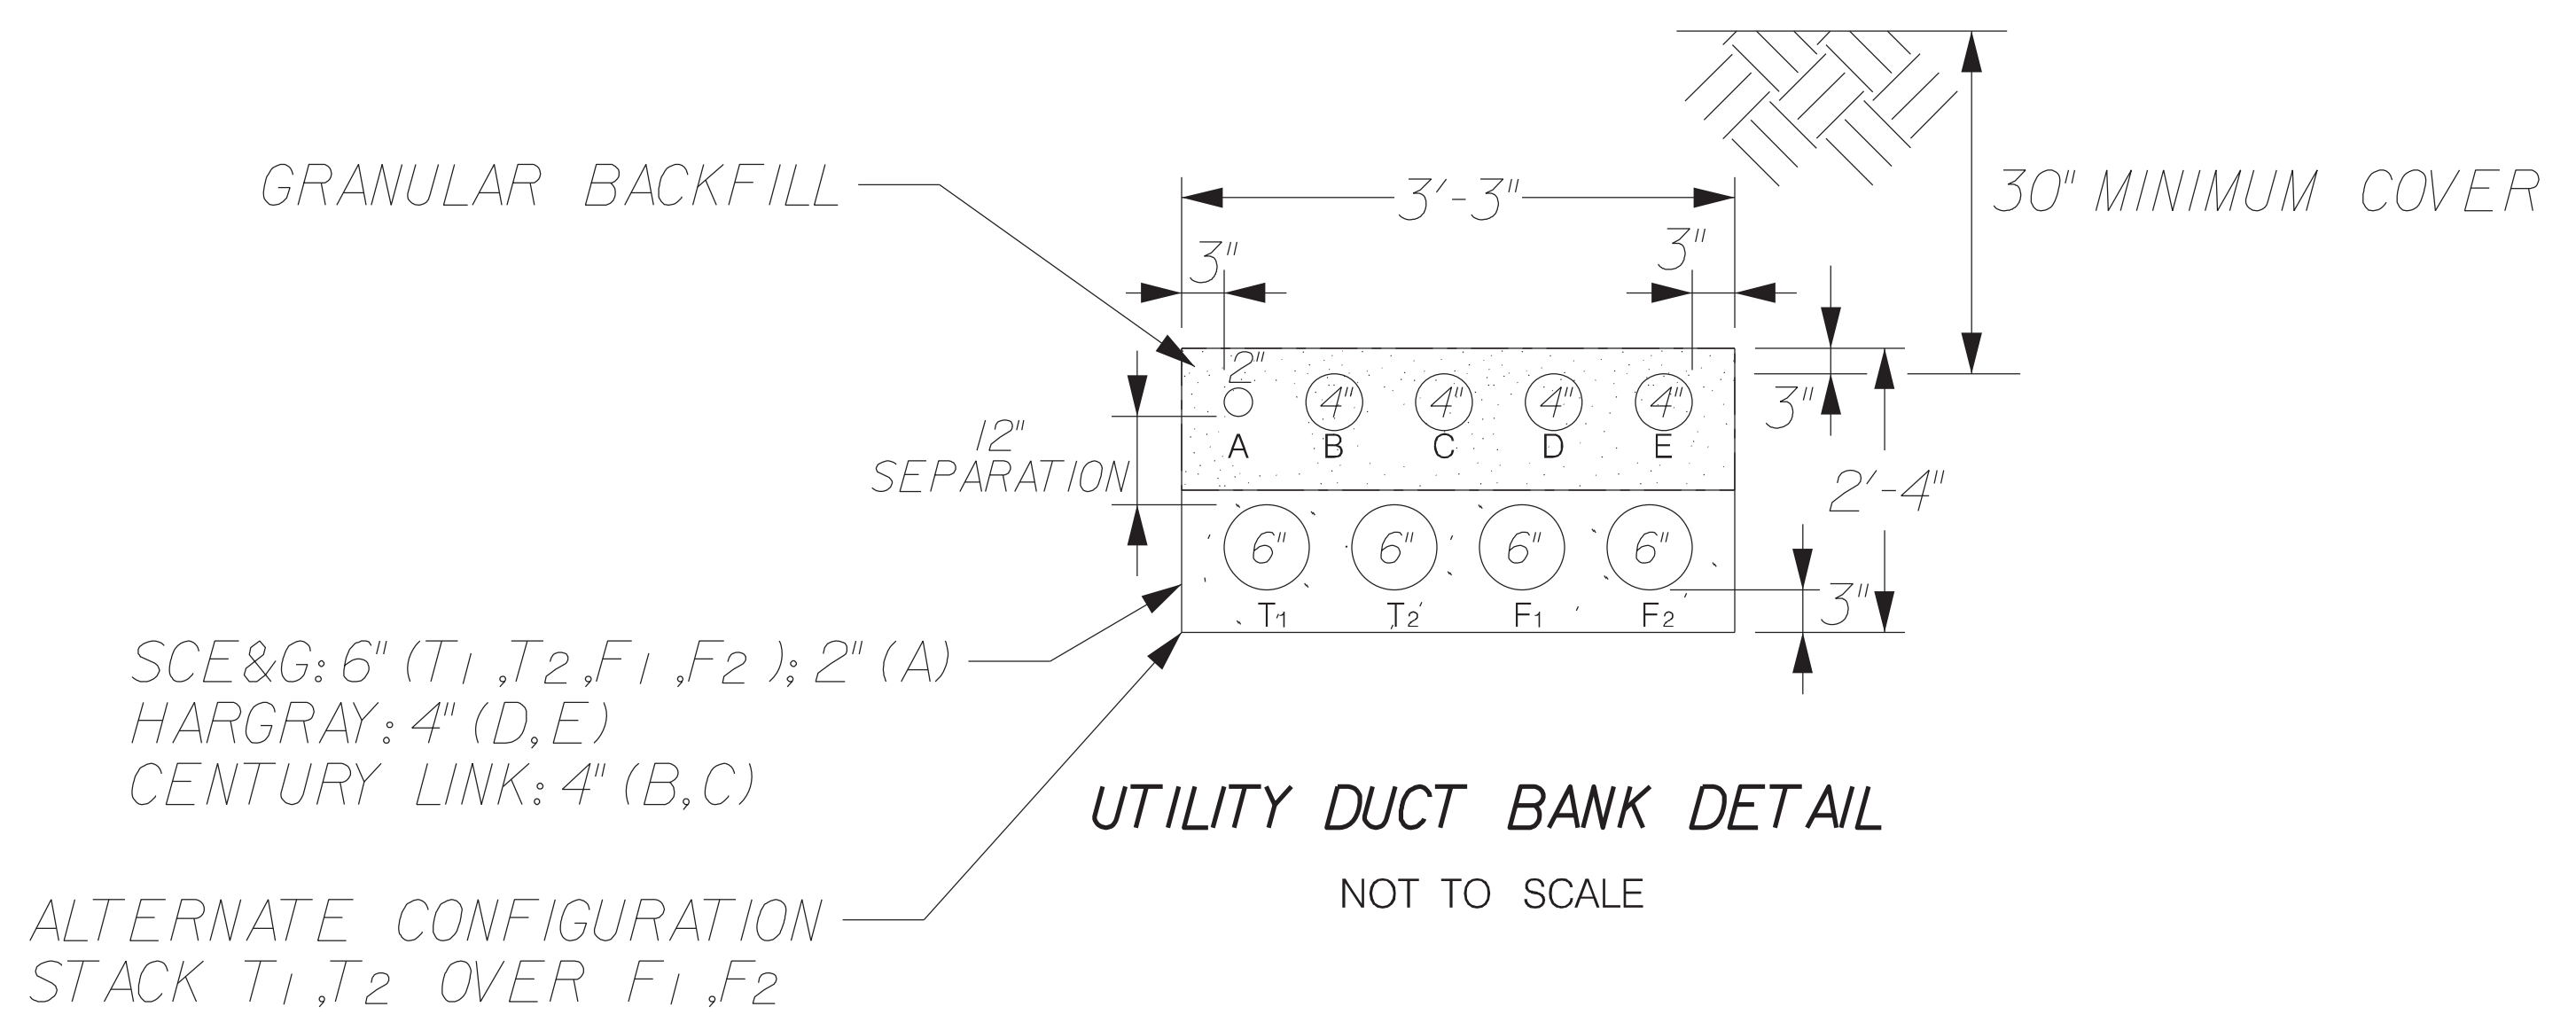 GRANULAR BACKFILL
3'-3"
30" MINIMUM COVER
3"
3"
2"
4"
4"
4"
4"
3"
A
B
C
D
E
12"
SEPARATION
2'-4"
6"
6"
6"
6"
3"
T1
T2
F1
F2
SCE&G: 6" (T1,T2,F1,F2); 2" (A)
HARGRAY: 4" (D,E)
CENTURY LINK: 4" (B,C)
UTILITY DUCT BANK DETAIL
NOT TO SCALE
ALTERNATE CONFIGURATION
STACK T1,T2 OVER F1,F2